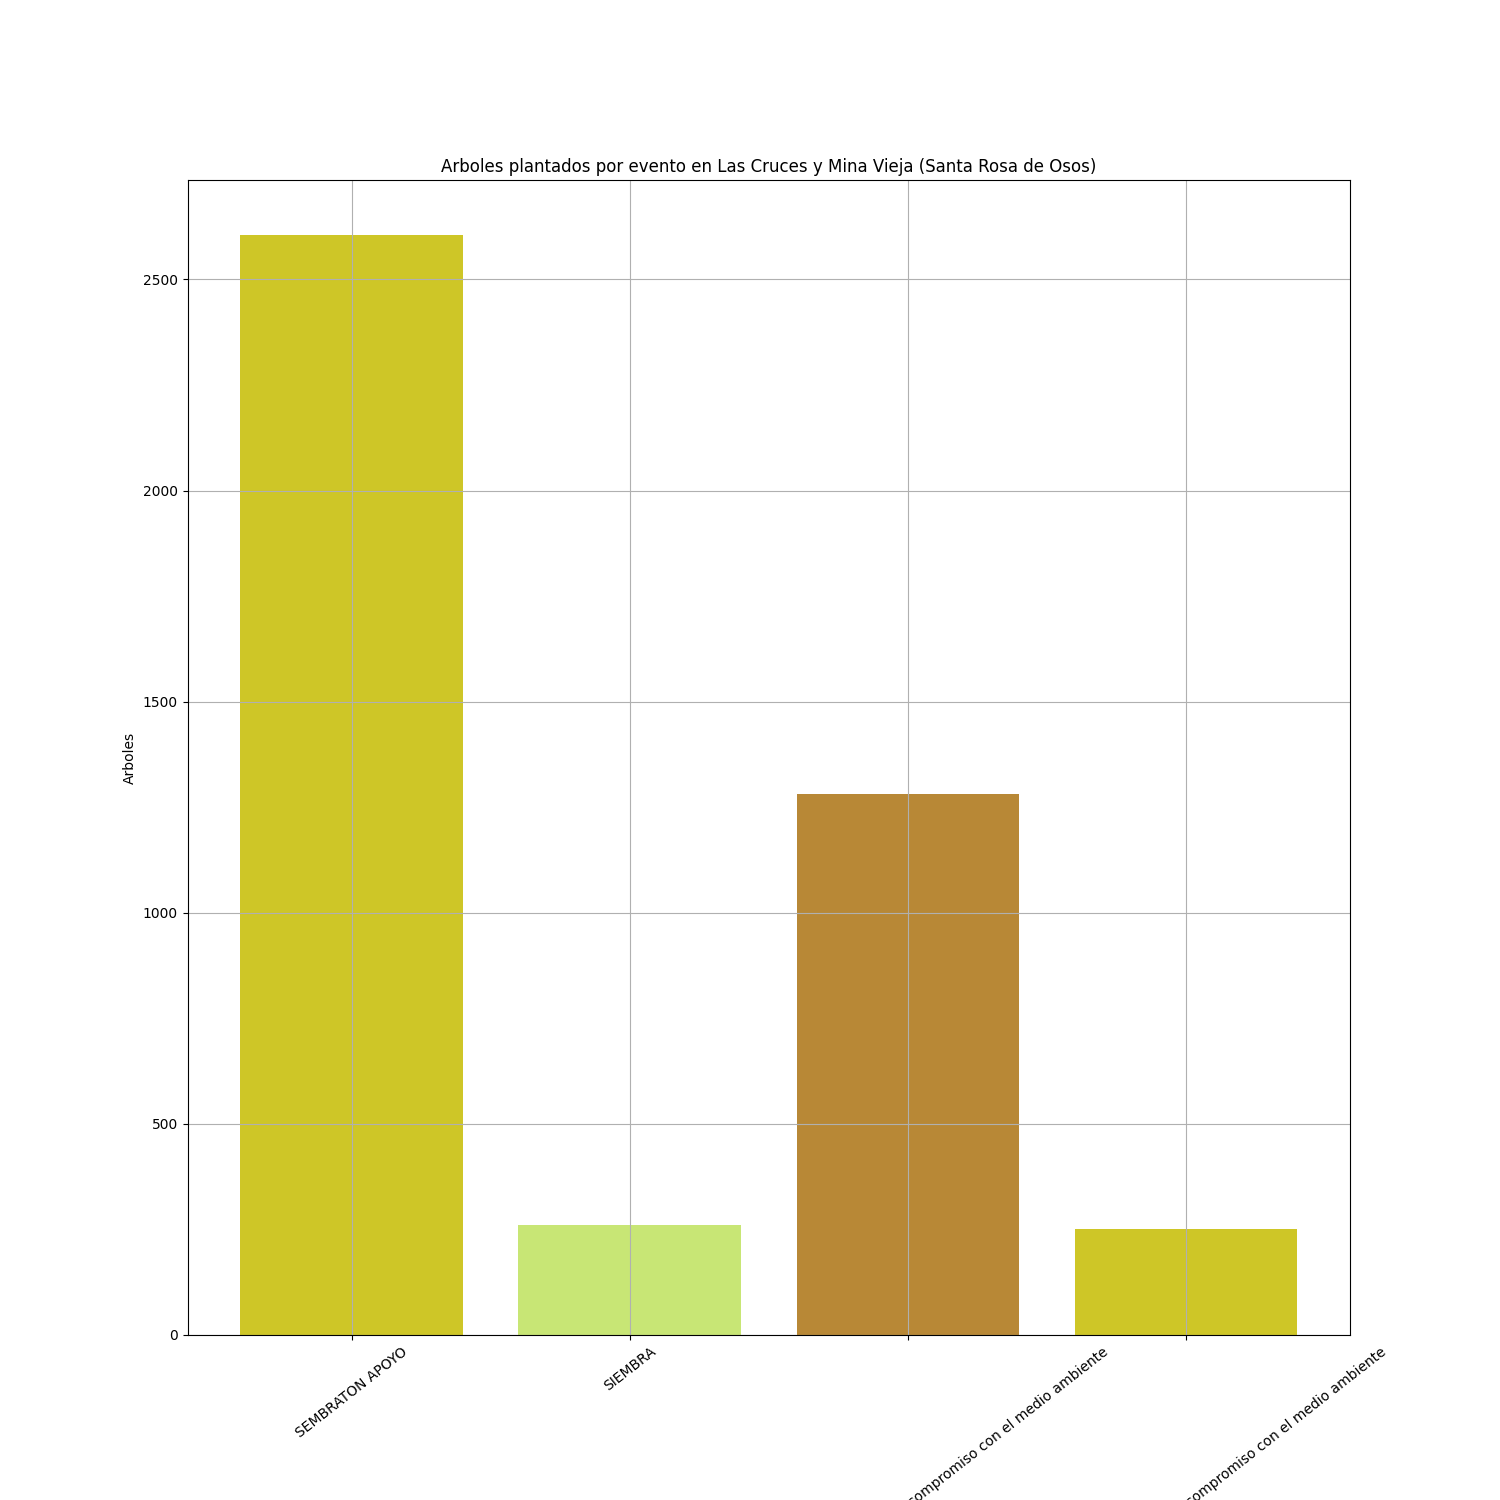 Arboles plantados por evento en Las Cruces y Mina Vieja (Santa Rosa de Osos)
Arboles
2500
2000
1500
1000
500
0
SEMBRATON APOYO
SIEMBRA
compromiso con el medio ambiente
compromiso con el medio ambiente